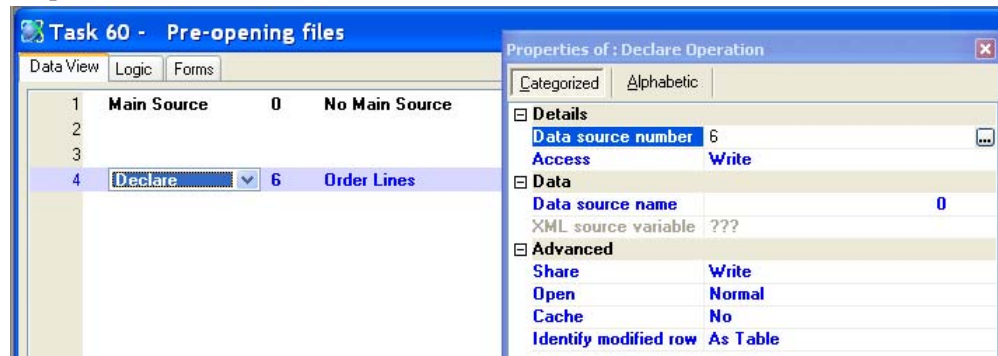 Task 60 - Pre-opening files
Data View Logic Forms
1 Main Source 0 No Main Source
2
3
4 Declare 6 Order Lines
Properties of : Declare Operation
Categorized Alphabetic
Details
Data source number 6 ...
Access Write
Data
Data source name 0
XML source variable ???
Advanced
Share Write
Open Normal
Cache No
Identify modified row As Table